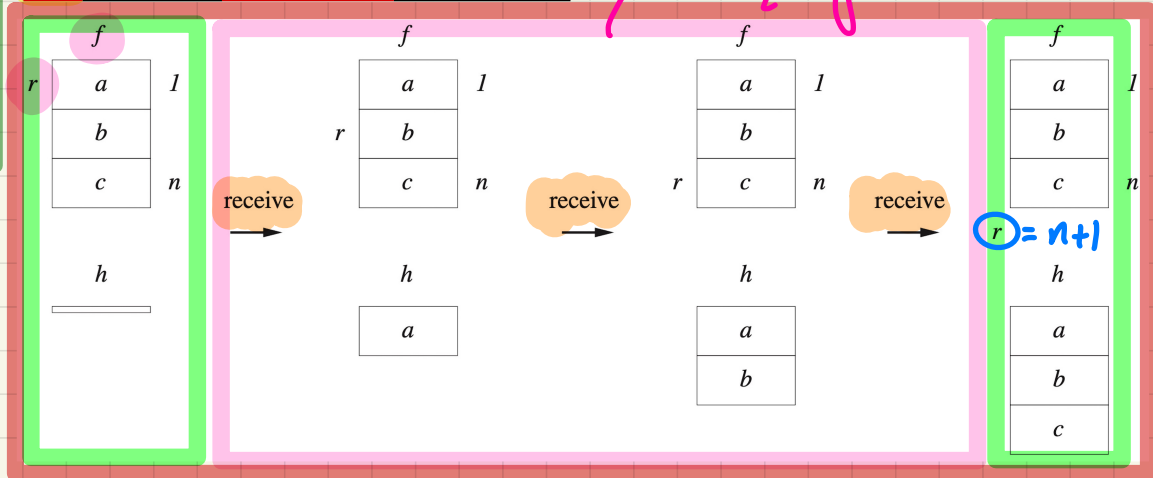 f f f f
r a 1 a 1 a 1 a 1
b r b b b
c n c n r c n c n
receive receive receive
r = n+1
h h h h
a a a
b b
c